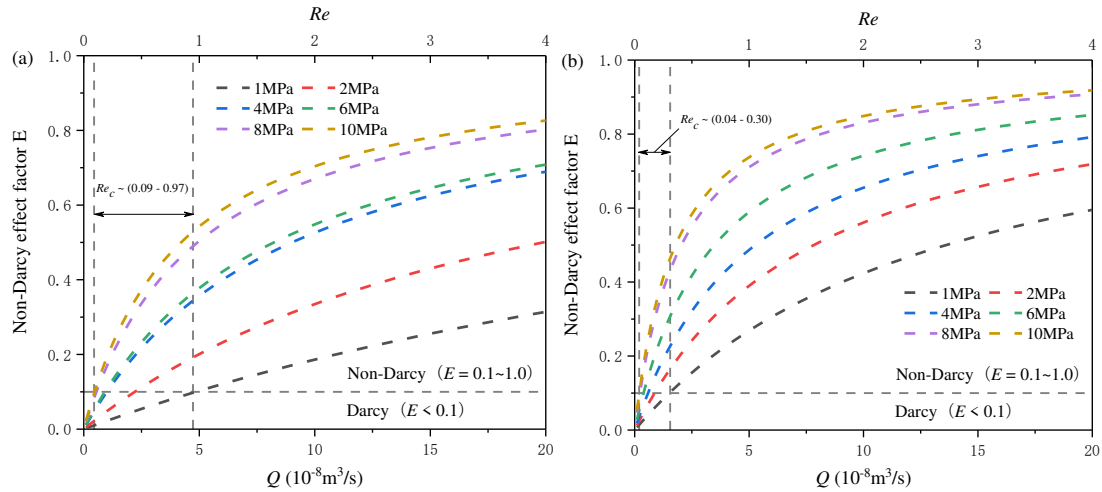 Re
0 1 2 3 4
(a)
1.0
0.8
0.6
0.4
0.2
0.0
Non-Darcy effect factor E
1MPa 2MPa
4MPa 6MPa
8MPa 10MPa
Re_c ~ (0.09 - 0.97)
Non-Darcy （E = 0.1~1.0）
Darcy （E < 0.1）
0 5 10 15 20
Q (10^-8m^3/s)
Re
0 1 2 3 4
(b)
1.0
0.8
0.6
0.4
0.2
0.0
Non-Darcy effect factor E
Re_c ~ (0.04 - 0.30)
1MPa 2MPa
4MPa 6MPa
8MPa 10MPa
Non-Darcy （E = 0.1~1.0）
Darcy （E < 0.1）
0 5 10 15 20
Q (10^-8m^3/s)